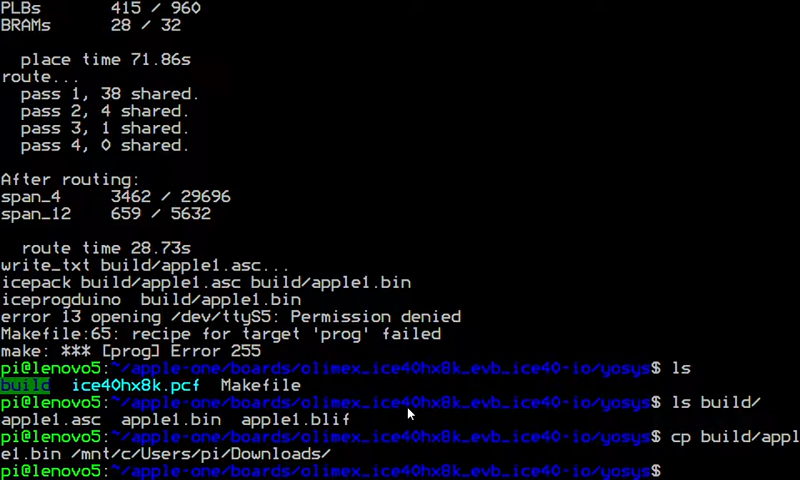 PLBs 415 / 960
BRAMs 28 / 32
place time 71.86s
route...
pass 1, 38 shared.
pass 2, 4 shared.
pass 3, 1 shared.
pass 4, 0 shared.
After routing:
span_4 3462 / 29696
span_12 659 / 5632
route time 28.73s
write_txt build/apple1.asc...
icepack build/apple1.asc build/apple1.bin
iceprogduino build/apple1.bin
error 13 opening /dev/ttyS5: Permission denied
Makefile:65: recipe for target 'prog' failed
make: *** [prog] Error 255
pi@lenovo5:~/apple-one/boards/olimex_ice40hx8k_evb_ice40-io/yosys$ ls
build ice40hx8k.pcf Makefile
pi@lenovo5:~/apple-one/boards/olimex_ice40hx8k_evb_ice40-io/yosys$ ls build/
apple1.asc apple1.bin apple1.blif
pi@lenovo5:~/apple-one/boards/olimex_ice40hx8k_evb_ice40-io/yosys$ cp build/appl
e1.bin /mnt/c/Users/pi/Downloads/
pi@lenovo5:~/apple-one/boards/olimex_ice40hx8k_evb_ice40-io/yosys$